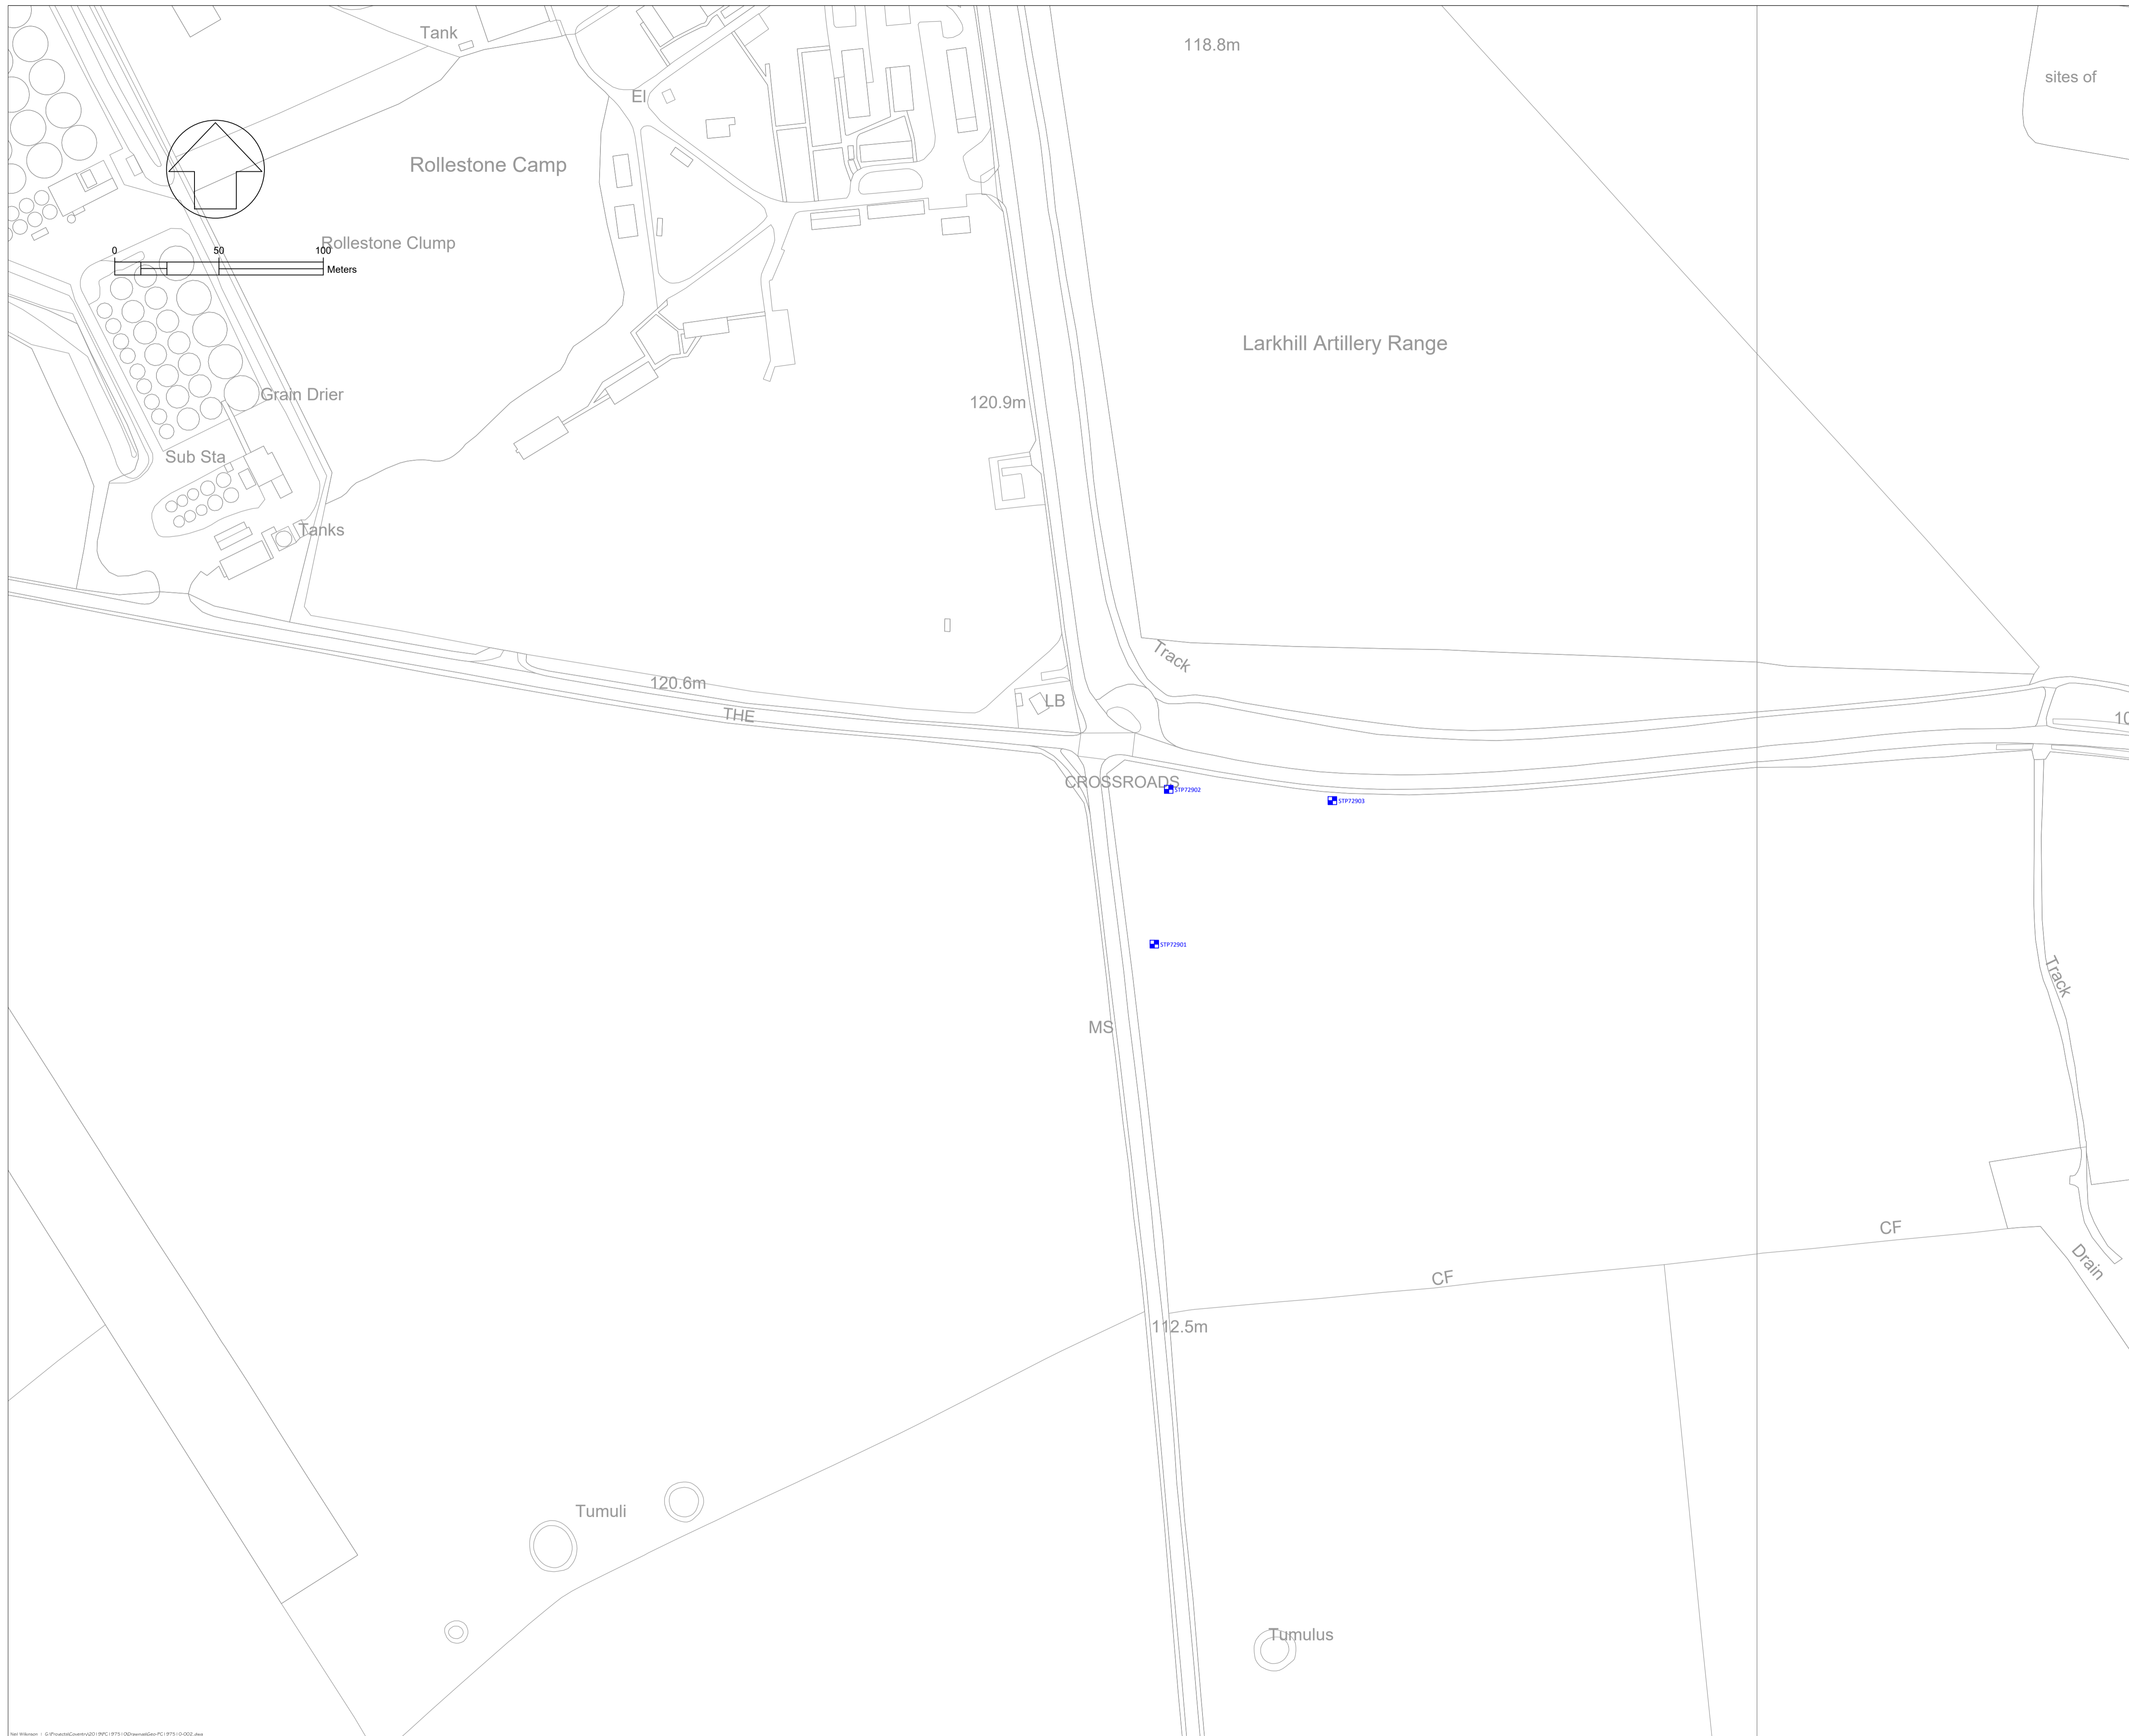 Tank
118.8m
sites of
El
Rollestone Camp
Rollestone Clump
0 50 100
Meters
Larkhill Artillery Range
Grain Drier
120.9m
Sub Sta
Tanks
Track
120.6m
LB
THE
10
CROSSROADS
STP72902
STP72903
STP72901
Track
MS
CF
CF
Drain
112.5m
Tumuli
Tumulus